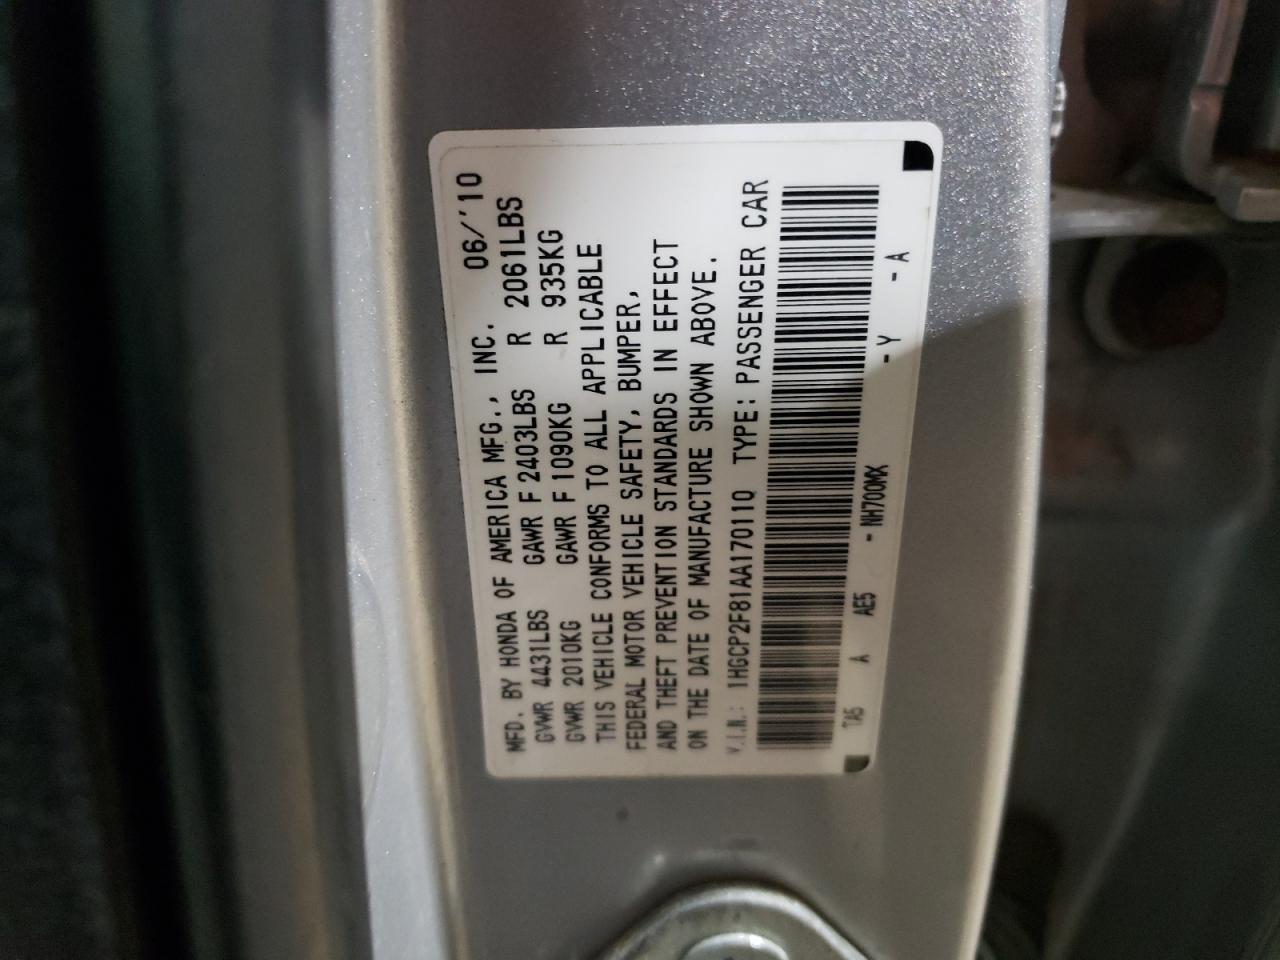 MFD. BY HONDA OF AMERICA MFG., INC. 06/'10
GVWR 4431LBS GAWR F 2403LBS R 2061LBS
GVWR 2010KG GAWR F 1090KG R 935KG
THIS VEHICLE CONFORMS TO ALL APPLICABLE
FEDERAL MOTOR VEHICLE SAFETY, BUMPER,
AND THEFT PREVENTION STANDARDS IN EFFECT
ON THE DATE OF MANUFACTURE SHOWN ABOVE.
V.I.N.: 1HGCP2F81AA170110 TYPE: PASSENGER CAR
TA5 A AE5 - NH700MX - Y - A